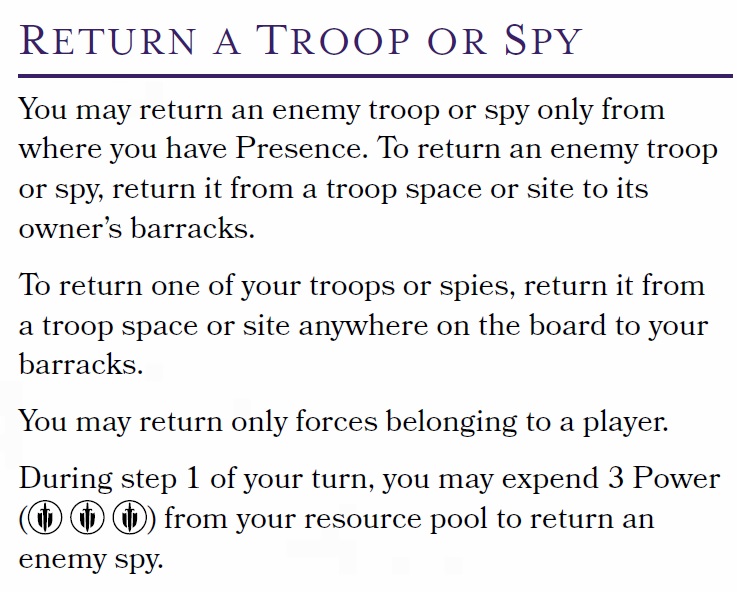 RETURN A TROOP OR SPY
You may return an enemy troop or spy only from
where you have Presence. To return an enemy troop
or spy, return it from a troop space or site to its
owner’s barracks.
To return one of your troops or spies, return it from
a troop space or site anywhere on the board to your
barracks.
You may return only forces belonging to a player.
During step 1 of your turn, you may expend 3 Power
( ) from your resource pool to return an
enemy spy.